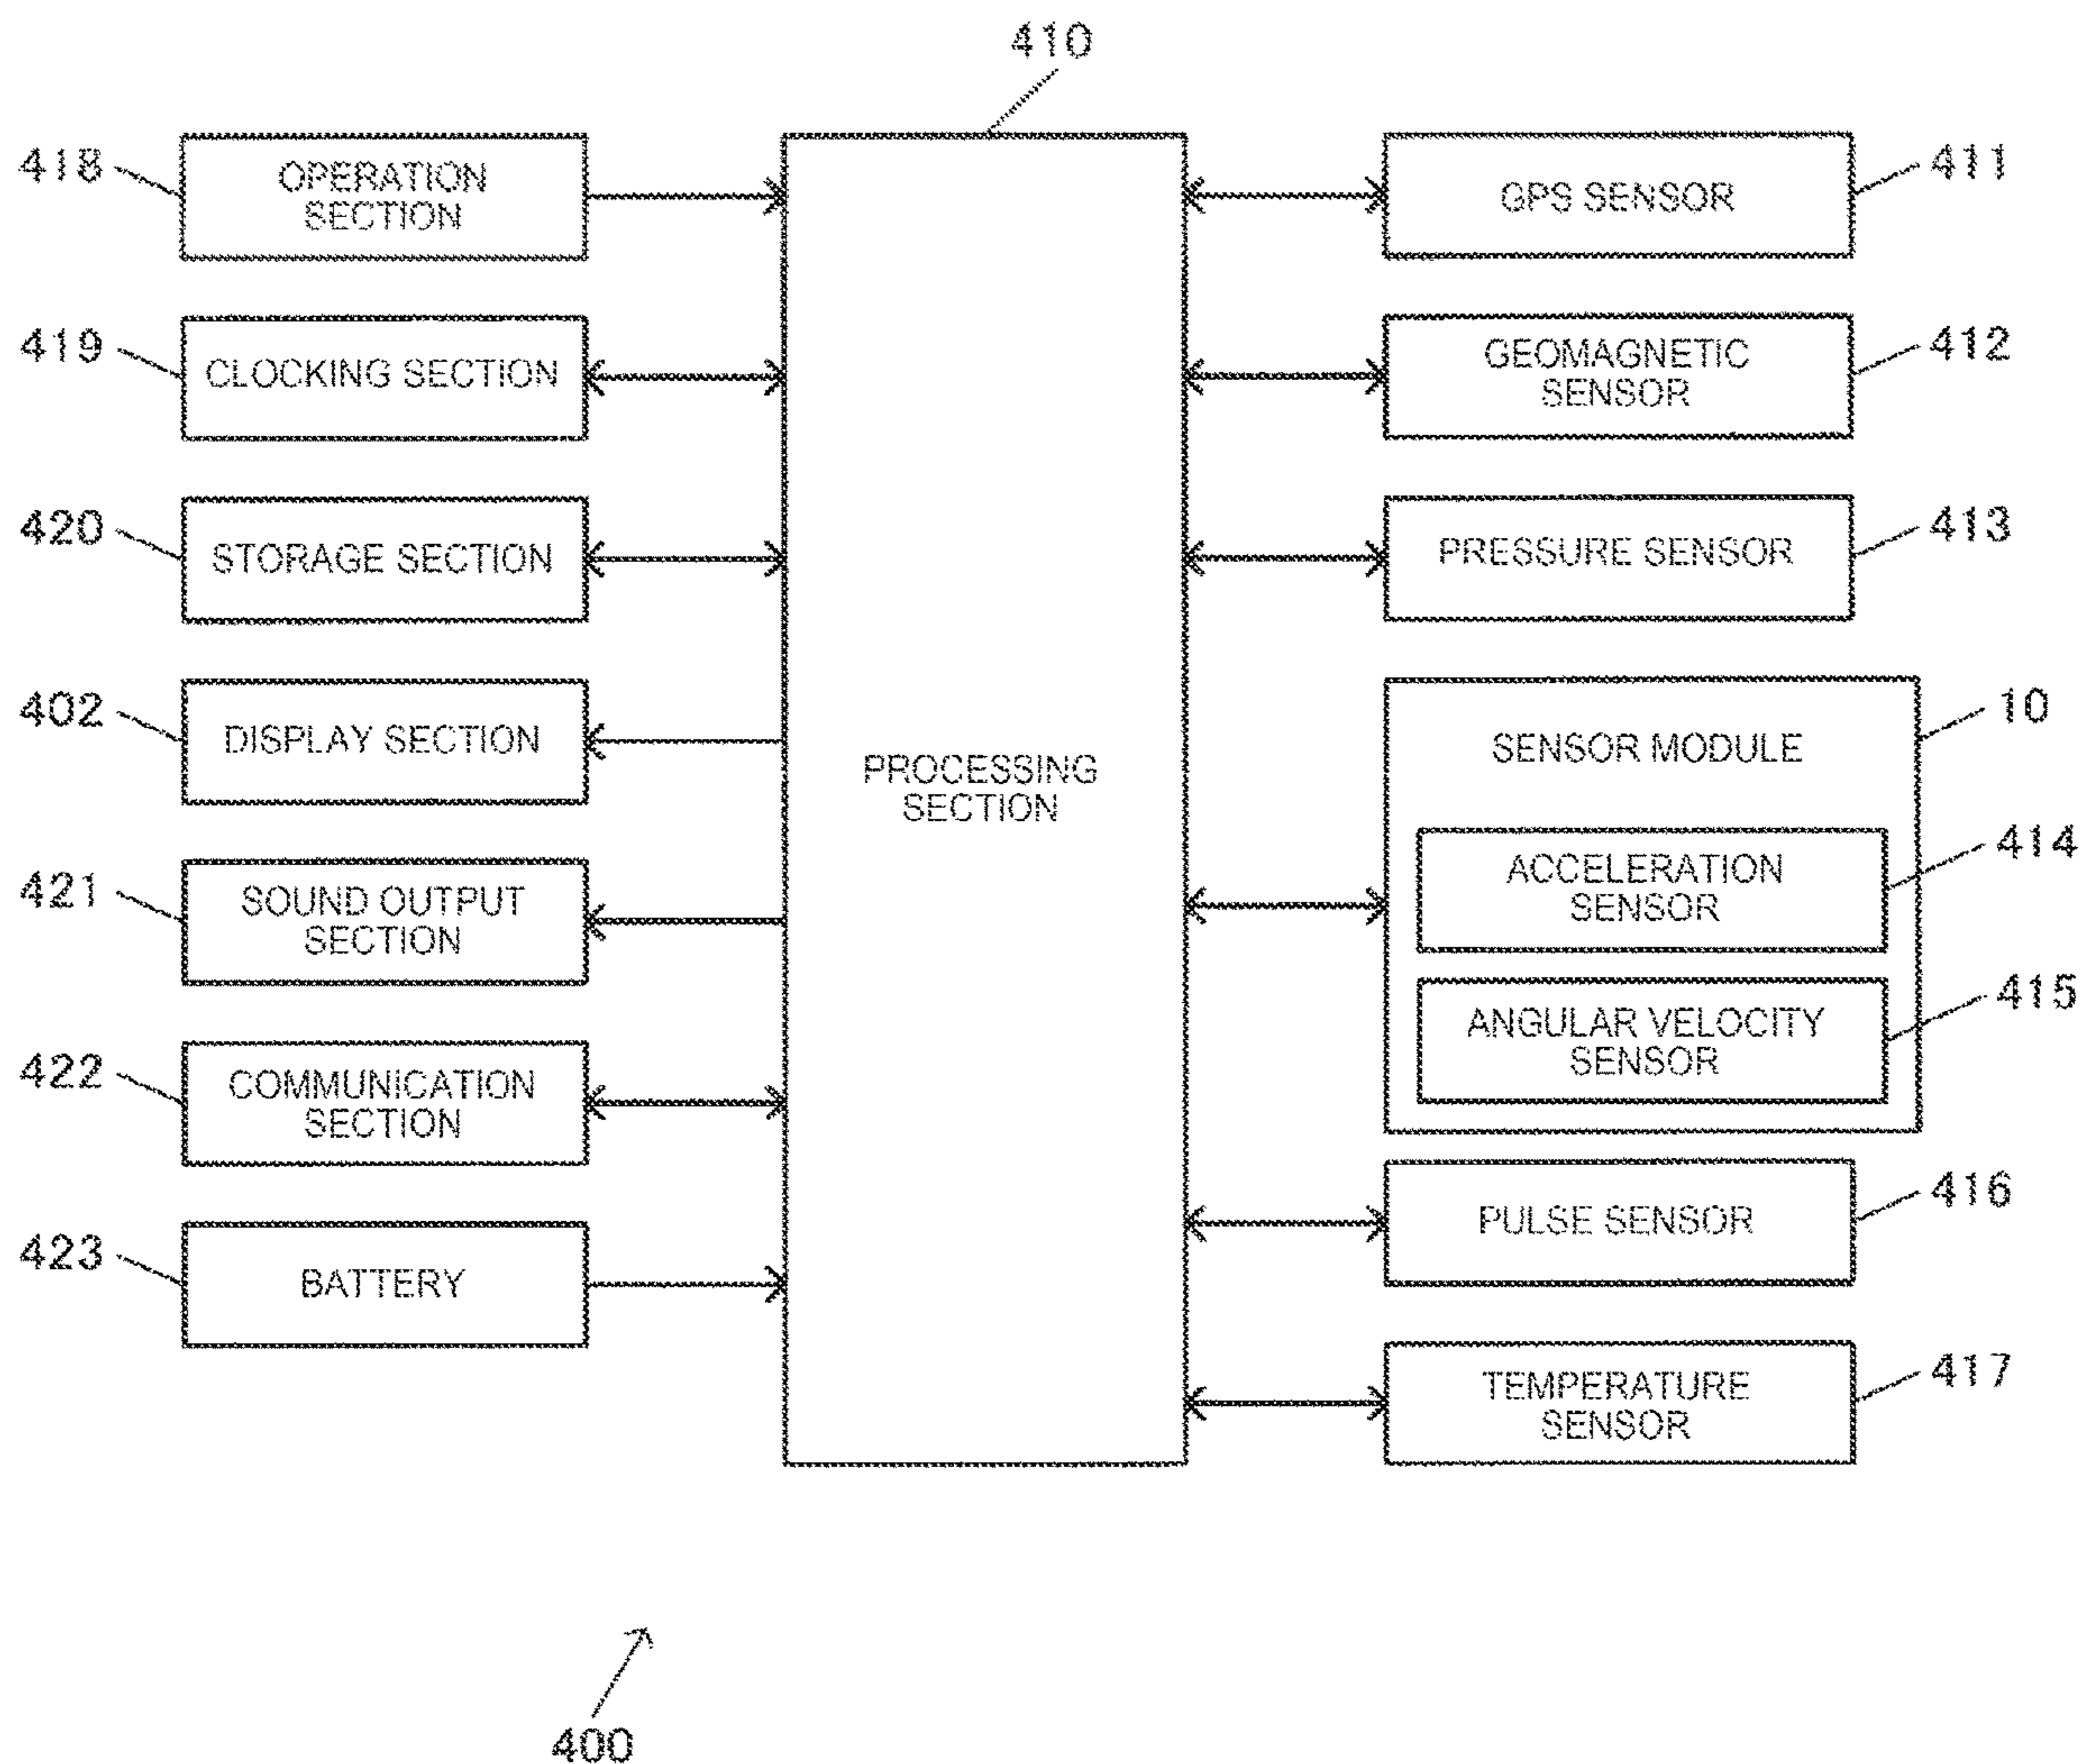 410
418
OPERATION
SECTION
419
CLOCKING SECTION
420
STORAGE SECTION
402
DISPLAY SECTION
421
SOUND OUTPUT
SECTION
422
COMMUNICATION
SECTION
423
BATTERY
PROCESSING
SECTION
GPS SENSOR
411
GEOMAGNETIC
SENSOR
412
PRESSURE SENSOR
413
SENSOR MODULE
10
ACCELERATION
SENSOR
414
ANGULAR VELOCITY
SENSOR
415
PULSE SENSOR
416
TEMPERATURE
SENSOR
417
400